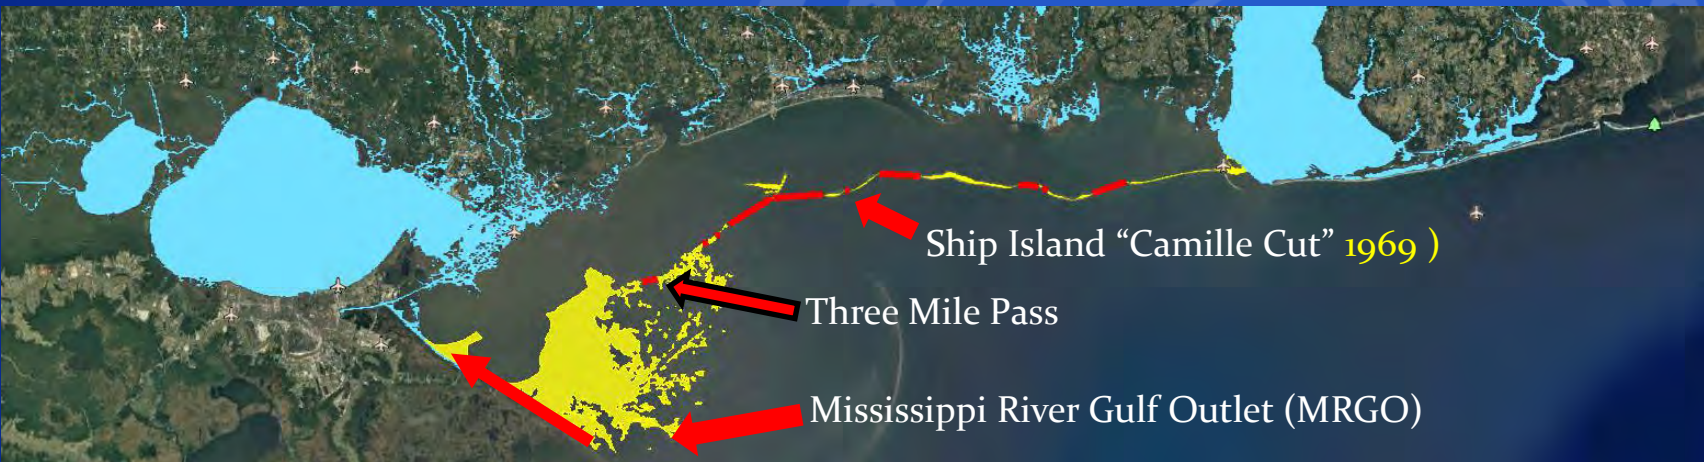 Ship Island “Camille Cut” 1969 )
Three Mile Pass
Mississippi River Gulf Outlet (MRGO)